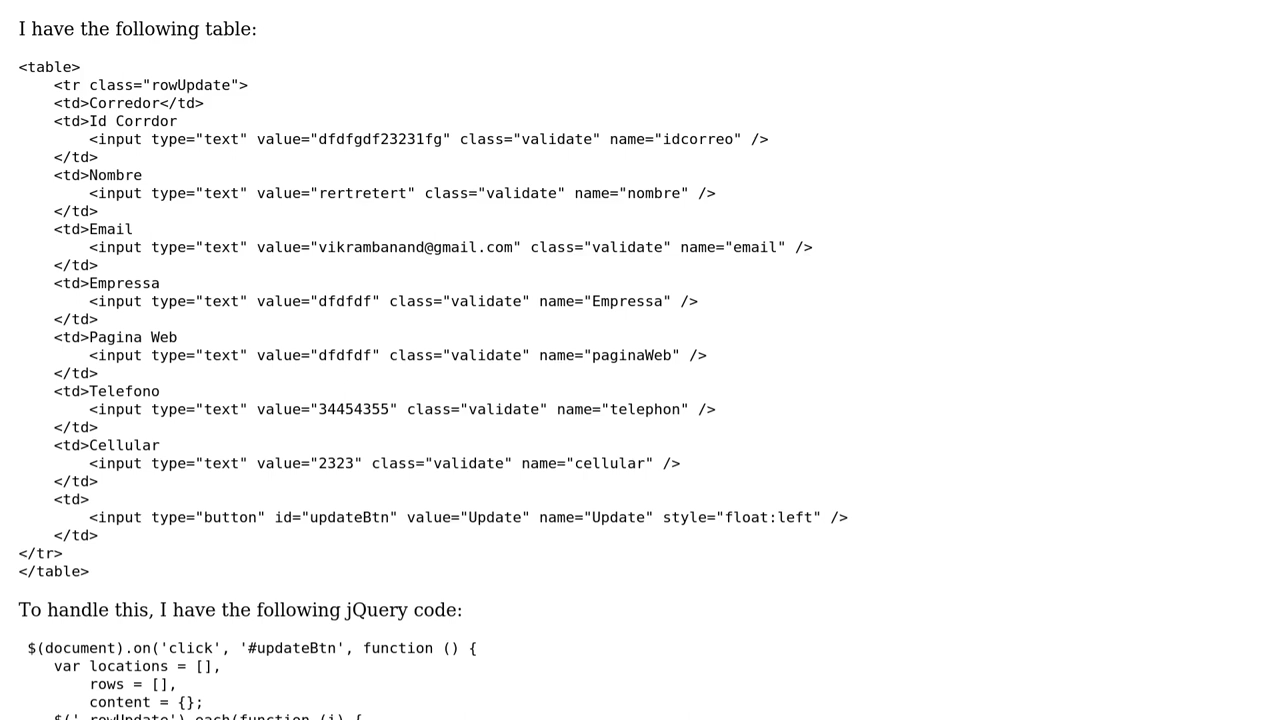 I have the following table:
<table>
    <tr class="rowUpdate">
    <td>Corredor</td>
    <td>Id Corrdor
        <input type="text" value="dfdfgdf23231fg" class="validate" name="idcorreo" />
    </td>
    <td>Nombre
        <input type="text" value="rertretert" class="validate" name="nombre" />
    </td>
    <td>Email
        <input type="text" value="vikrambanand@gmail.com" class="validate" name="email" />
    </td>
    <td>Empressa
        <input type="text" value="dfdfdf" class="validate" name="Empressa" />
    </td>
    <td>Pagina Web
        <input type="text" value="dfdfdf" class="validate" name="paginaWeb" />
    </td>
    <td>Telefono
        <input type="text" value="34454355" class="validate" name="telephon" />
    </td>
    <td>Cellular
        <input type="text" value="2323" class="validate" name="cellular" />
    </td>
    <td>
        <input type="button" id="updateBtn" value="Update" name="Update" style="float:left" />
    </td>
</tr>
</table>
To handle this, I have the following jQuery code:
 $(document).on('click', '#updateBtn', function () {
    var locations = [],
        rows = [],
        content = {};
    $('.rowUpdate').each(function (i) {